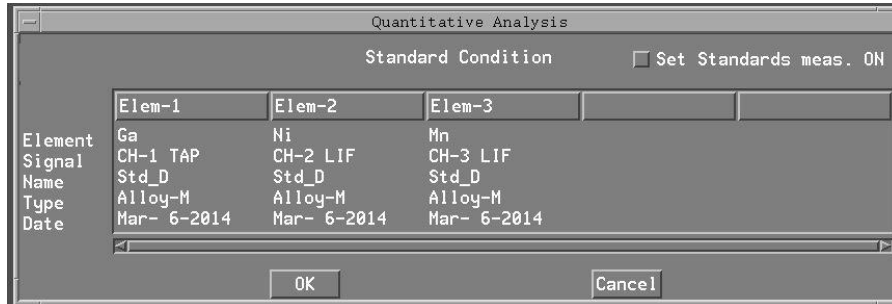 Quantitative Analysis
Standard Condition
Set Standards meas. ON
Elem-1 Elem-2 Elem-3
Element Ga Ni Mn
Signal CH-1 TAP CH-2 LIF CH-3 LIF
Name Std_D Std_D Std_D
Type Alloy-M Alloy-M Alloy-M
Date Mar- 6-2014 Mar- 6-2014 Mar- 6-2014
OK Cancel